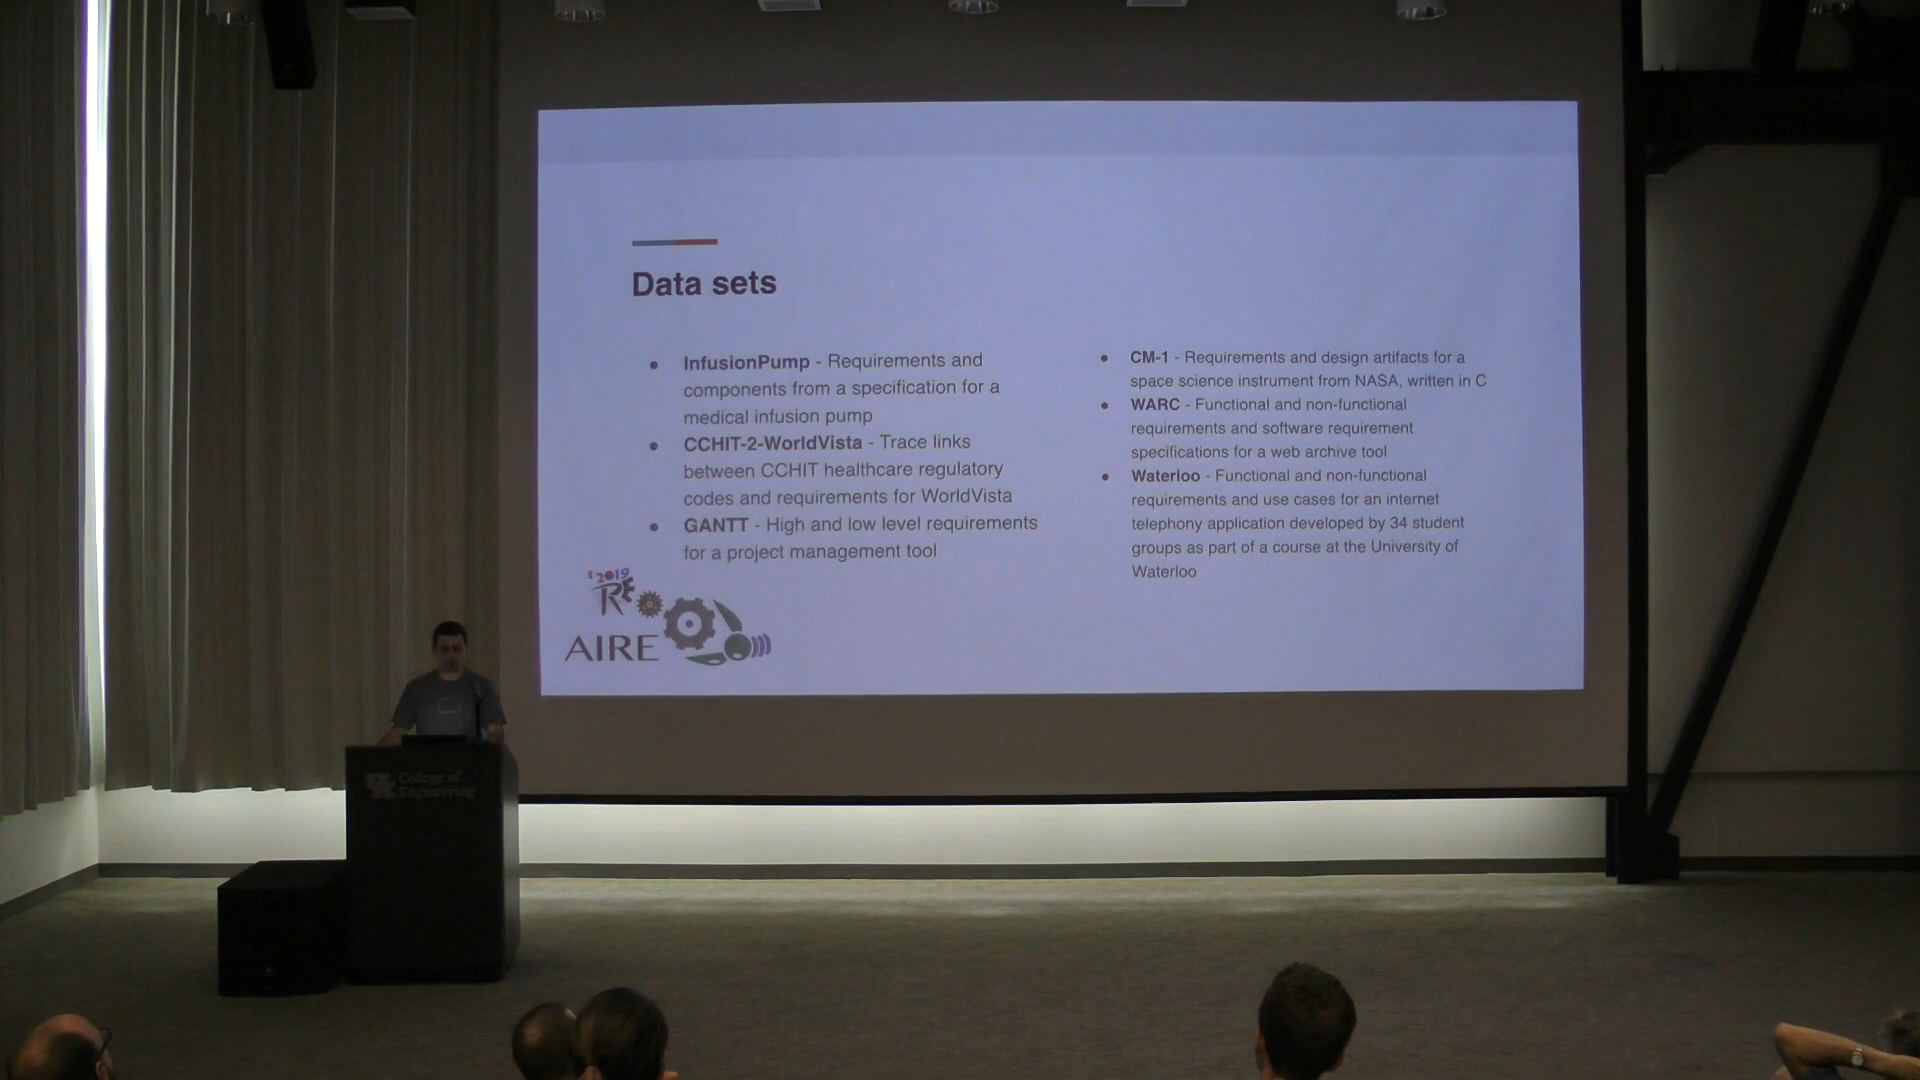 Data sets
• InfusionPump - Requirements and
components from a specification for a
medical infusion pump
• CCHIT-2-WorldVista - Trace links
between CCHIT healthcare regulatory
codes and requirements for WorldVista
• GANTT - High and low level requirements
for a project management tool
• CM-1 - Requirements and design artifacts for a
space science instrument from NASA, written in C
• WARC - Functional and non-functional
requirements and software requirement
specifications for a web archive tool
• Waterloo - Functional and non-functional
requirements and use cases for an internet
telephony application developed by 34 student
groups as part of a course at the University of
Waterloo
2019
RE
AIRE
UK College of
Engineering